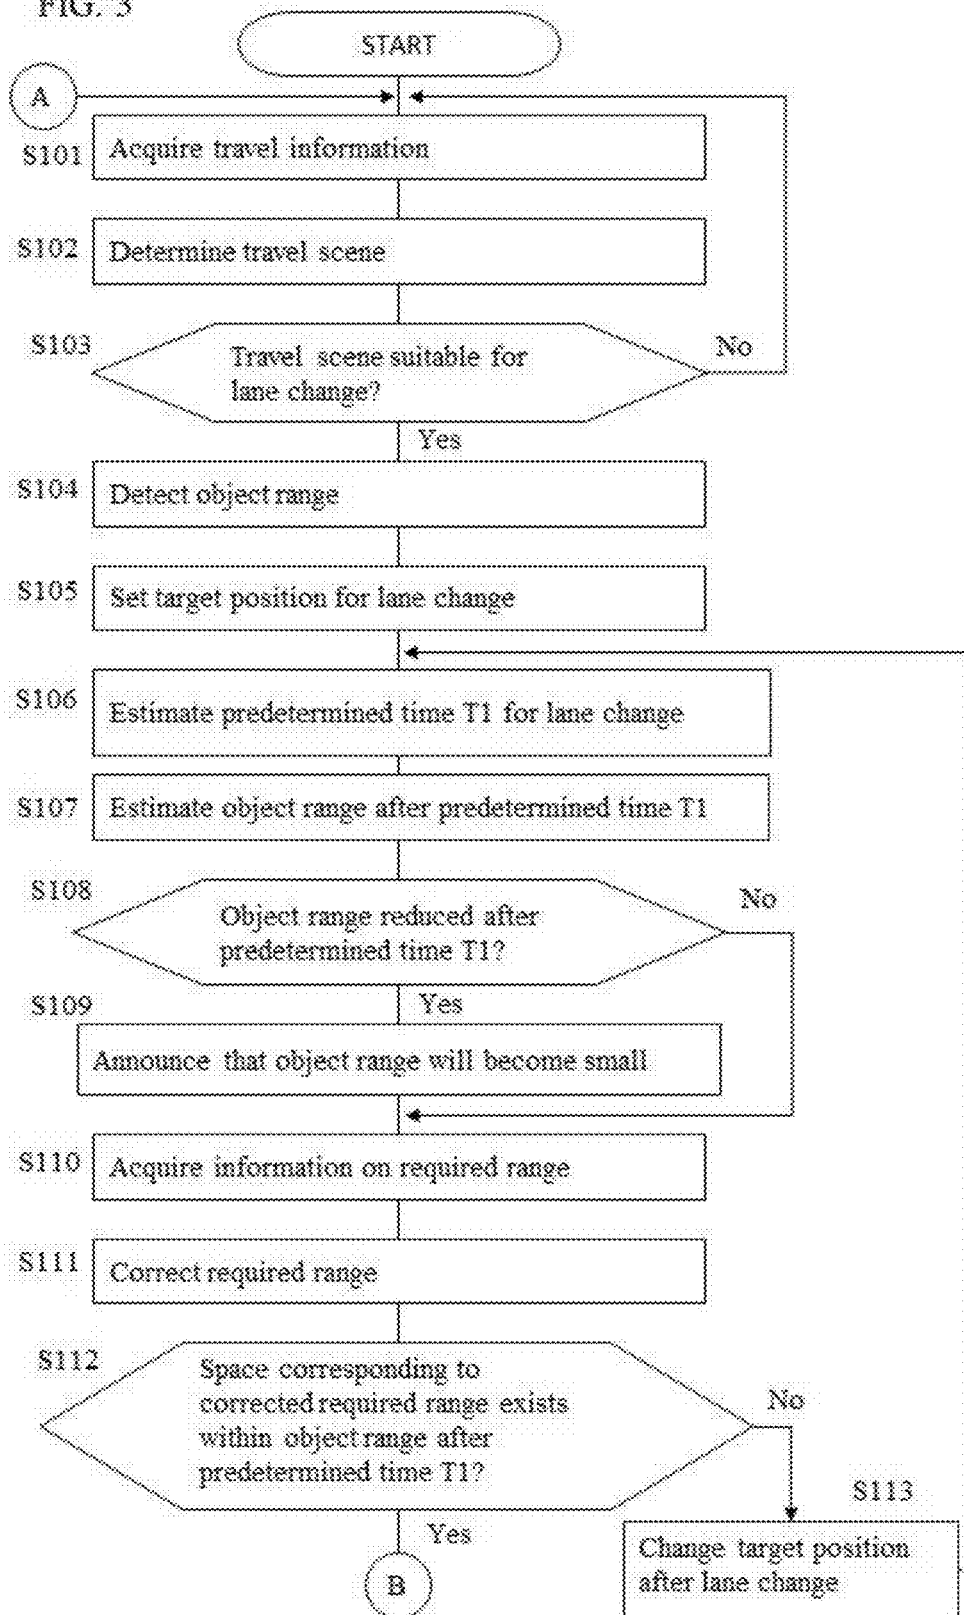 FIG. 3
START
A
S101
Acquire travel information
S102
Determine travel scene
S103
Travel scene suitable for
lane change?
No
Yes
S104
Detect object range
S105
Set target position for lane change
S106
Estimate predetermined time T1 for lane change
S107
Estimate object range after predetermined time T1
S108
Object range reduced after
predetermined time T1?
No
S109
Yes
Announce that object range will become small
S110
Acquire information on required range
S111
Correct required range
S112
Space corresponding to
corrected required range exists
within object range after
predetermined time T1?
No
S113
Yes
Change target position
after lane change
B